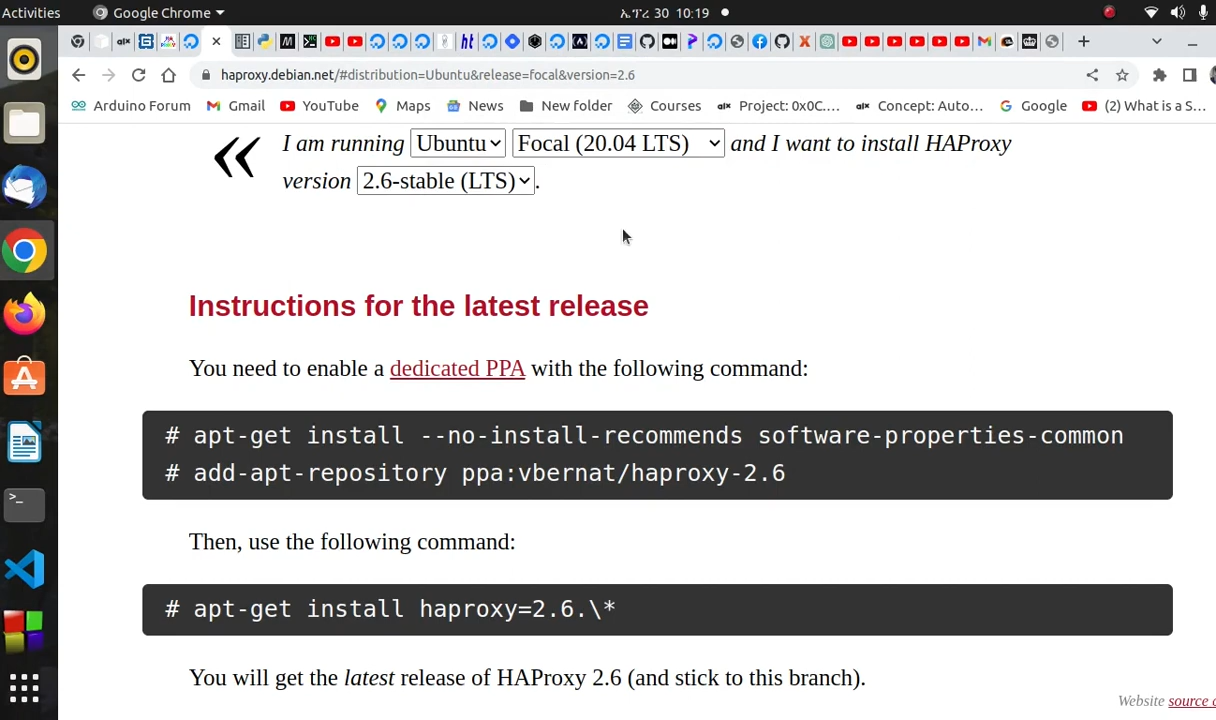 Activities
Google Chrome
ኤፕሪ 30 10:19
haproxy.debian.net/#distribution=Ubuntu&release=focal&version=2.6
Arduino Forum
Gmail
YouTube
Maps
News
New folder
Courses
Project: 0x0C....
Concept: Auto...
Google
(2) What is a S...
« I am running Ubuntu Focal (20.04 LTS) and I want to install HAProxy
version 2.6-stable (LTS).
Instructions for the latest release
You need to enable a dedicated PPA with the following command:
# apt-get install --no-install-recommends software-properties-common
# add-apt-repository ppa:vbernat/haproxy-2.6
Then, use the following command:
# apt-get install haproxy=2.6.\*
You will get the latest release of HAProxy 2.6 (and stick to this branch).
Website source